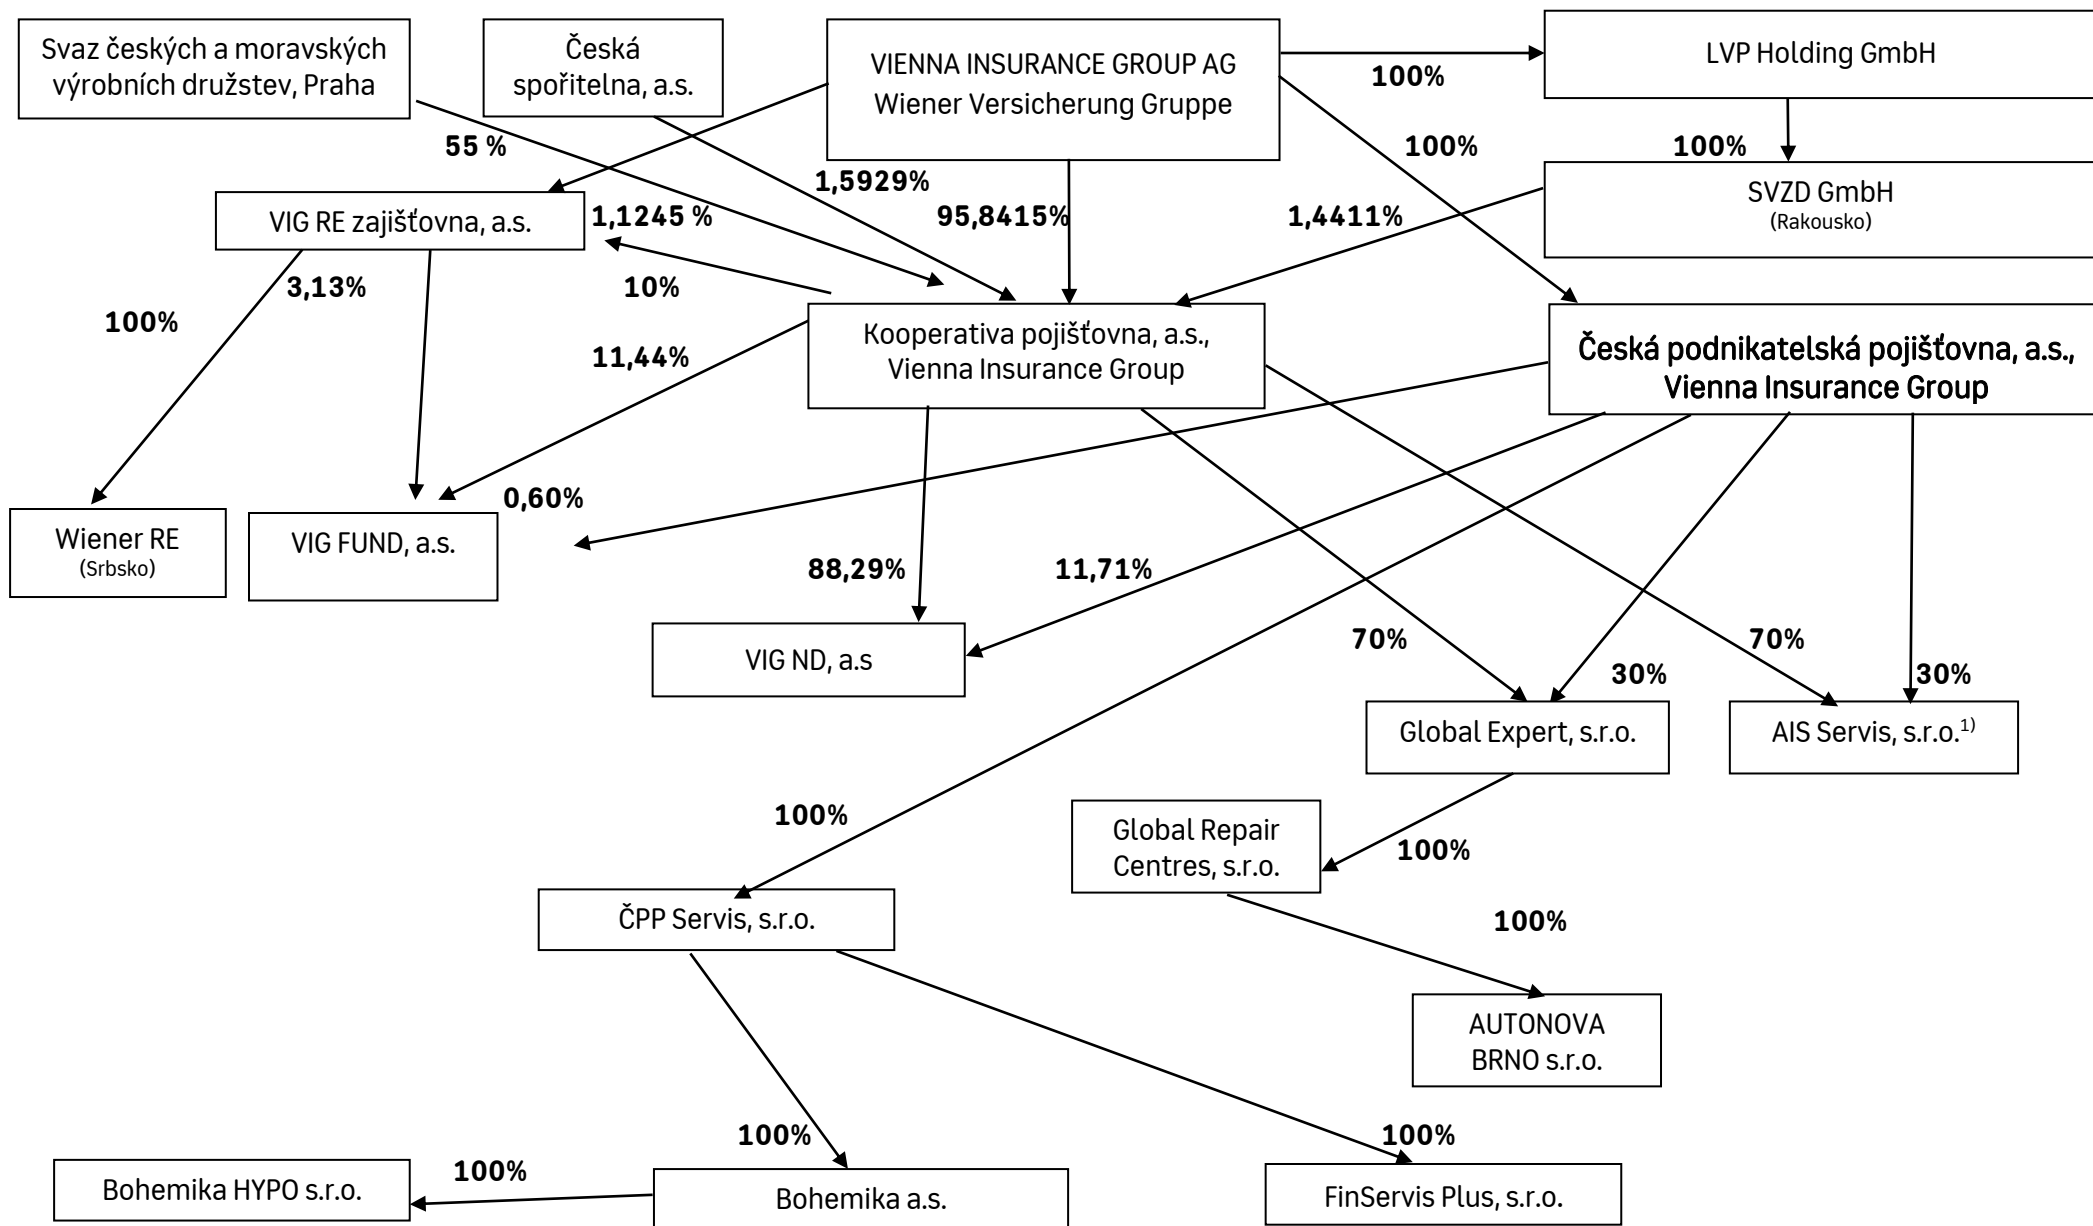 Svaz českých a moravských
výrobních družstev, Praha
Česká
spořitelna, a.s.
VIENNA INSURANCE GROUP AG
Wiener Versicherung Gruppe
LVP Holding GmbH
100%
55 %
100%
100%
1,5929%
VIG RE zajišťovna, a.s.
1,1245 %
95,8415%
1,4411%
SVZD GmbH
(Rakousko)
3,13%
10%
100%
11,44%
Kooperativa pojišťovna, a.s.,
Vienna Insurance Group
Česká podnikatelská pojišťovna, a.s.,
Vienna Insurance Group
0,60%
Wiener RE
(Srbsko)
VIG FUND, a.s.
88,29%
11,71%
VIG ND, a.s
70%
30%
70%
30%
Global Expert, s.r.o.
AIS Servis, s.r.o.1)
100%
Global Repair
Centres, s.r.o.
100%
ČPP Servis, s.r.o.
100%
AUTONOVA
BRNO s.r.o.
100%
100%
Bohemika HYPO s.r.o.
100%
Bohemika a.s.
FinServis Plus, s.r.o.